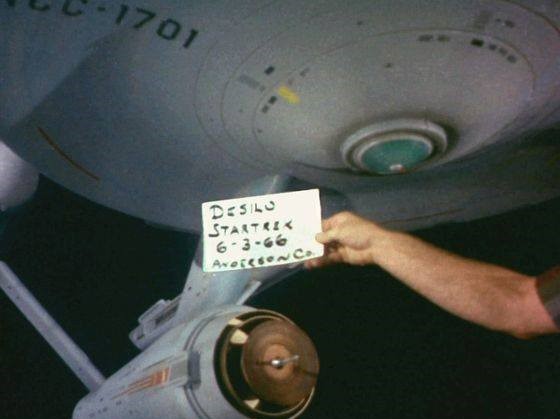 NCC-1701
DESILU
STARTREK
6-3-66
ANDERSON CO.